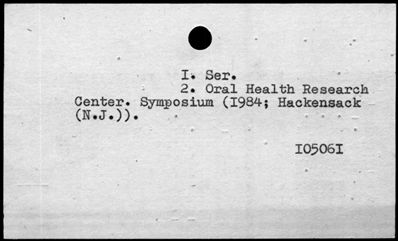 I. Ser.
2. Oral Health Research
Center. Symposium (I984; Hackensack
(N.J.)).
I0506I